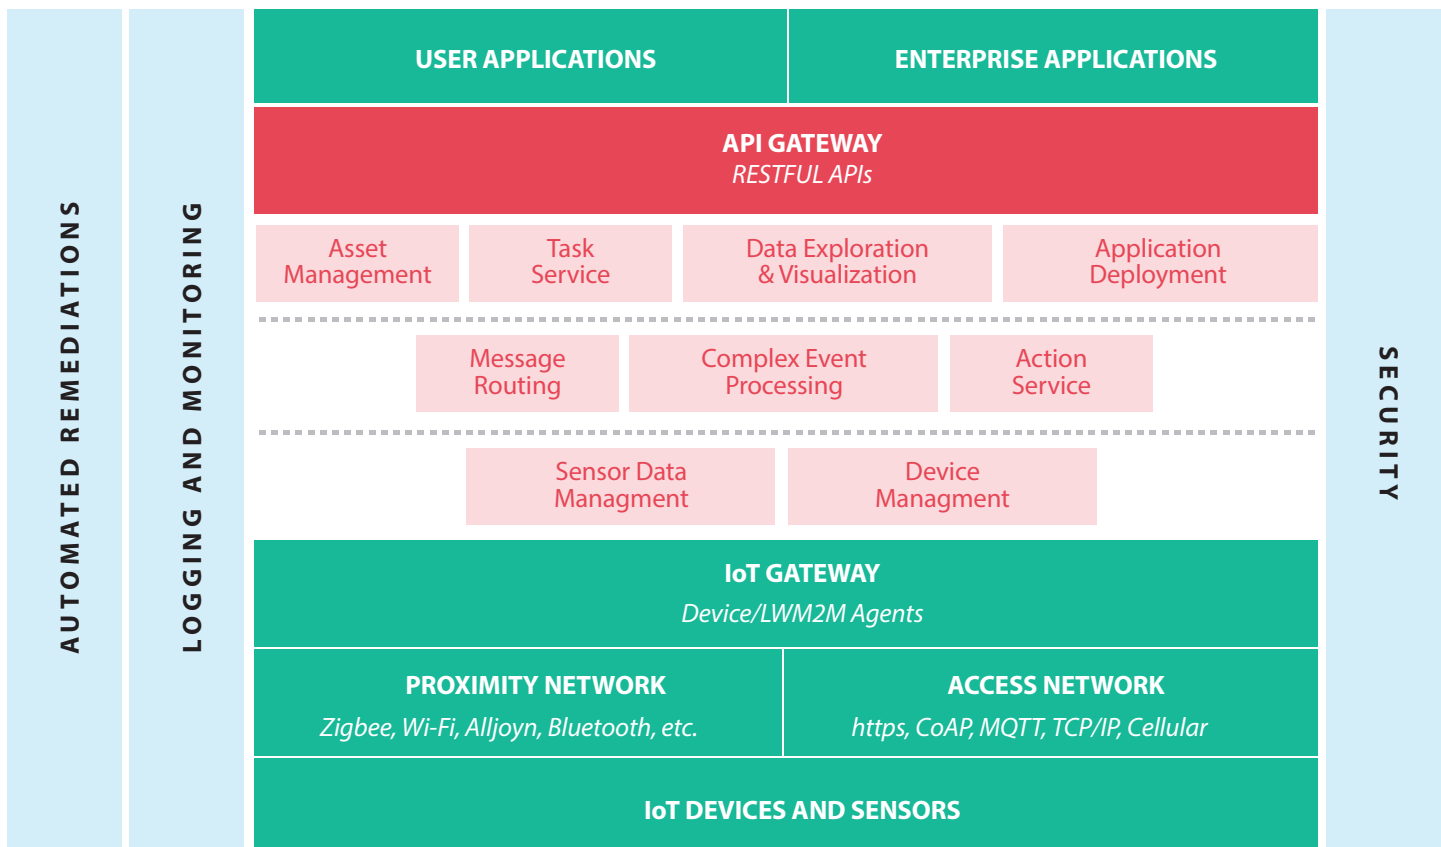 AUTOMATED REMEDIATIONS
LOGGING AND MONITORING
USER APPLICATIONS
ENTERPRISE APPLICATIONS
API GATEWAY
RESTFUL APIs
Asset
Management
Task
Service
Data Exploration
& Visualization
Application
Deployment
Message
Routing
Complex Event
Processing
Action
Service
Sensor Data
Managment
Device
Managment
IoT GATEWAY
Device/LWM2M Agents
PROXIMITY NETWORK
Zigbee, Wi-Fi, Alljoyn, Bluetooth, etc.
ACCESS NETWORK
https, CoAP, MQTT, TCP/IP, Cellular
IoT DEVICES AND SENSORS
SECURITY